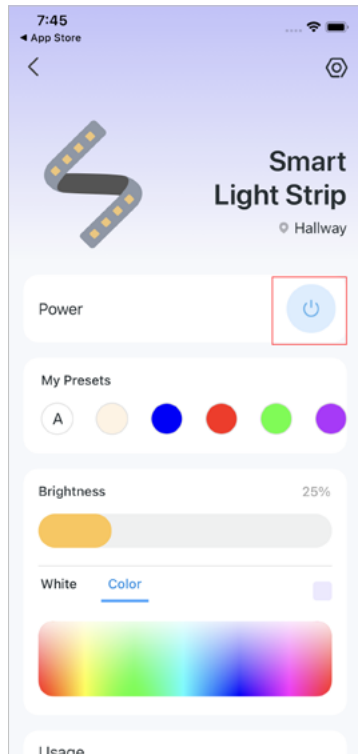 7:45
App Store
Smart
Light Strip
Hallway
Power
My Presets
A
Brightness
25%
White
Color
Usage